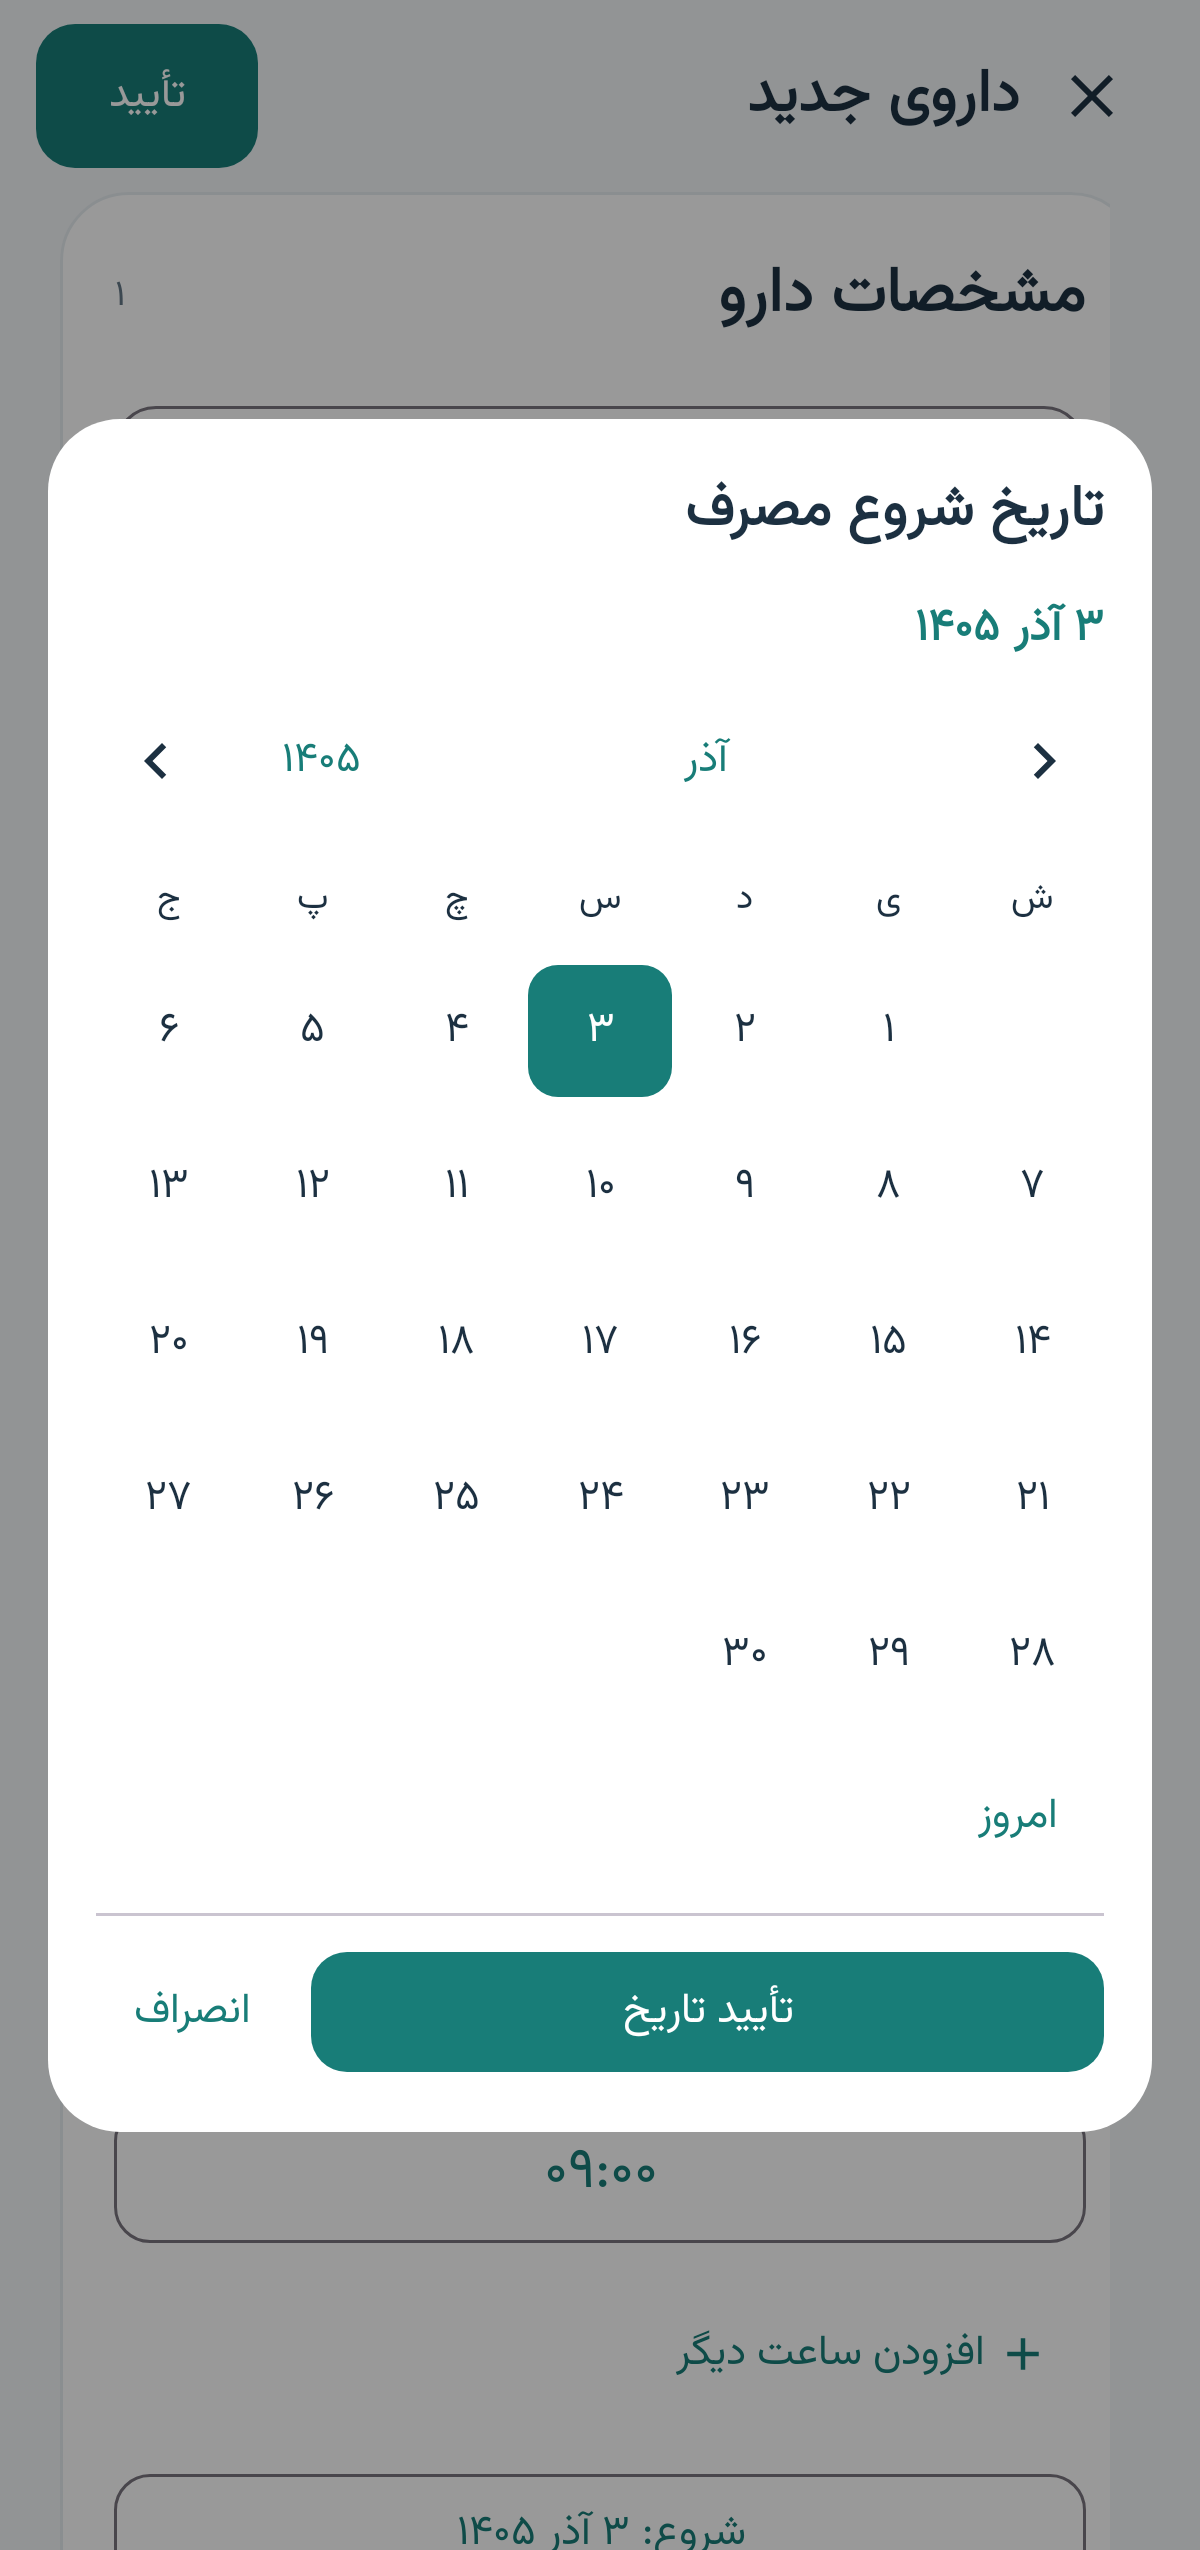 داروی جدید
تأیید
مشخصات دارو
۱
تاریخ شروع مصرف
۳ آذر ۱۴۰۵
آذر ۱۴۰۵
ش ی د س چ پ ج
۱ ۲ ۳ ۴ ۵ ۶
۷ ۸ ۹ ۱۰ ۱۱ ۱۲ ۱۳
۱۴ ۱۵ ۱۶ ۱۷ ۱۸ ۱۹ ۲۰
۲۱ ۲۲ ۲۳ ۲۴ ۲۵ ۲۶ ۲۷
۲۸ ۲۹ ۳۰
امروز
تأیید تاریخ
انصراف
۰۹:۰۰
+ افزودن ساعت دیگر
شروع: ۳ آذر ۱۴۰۵